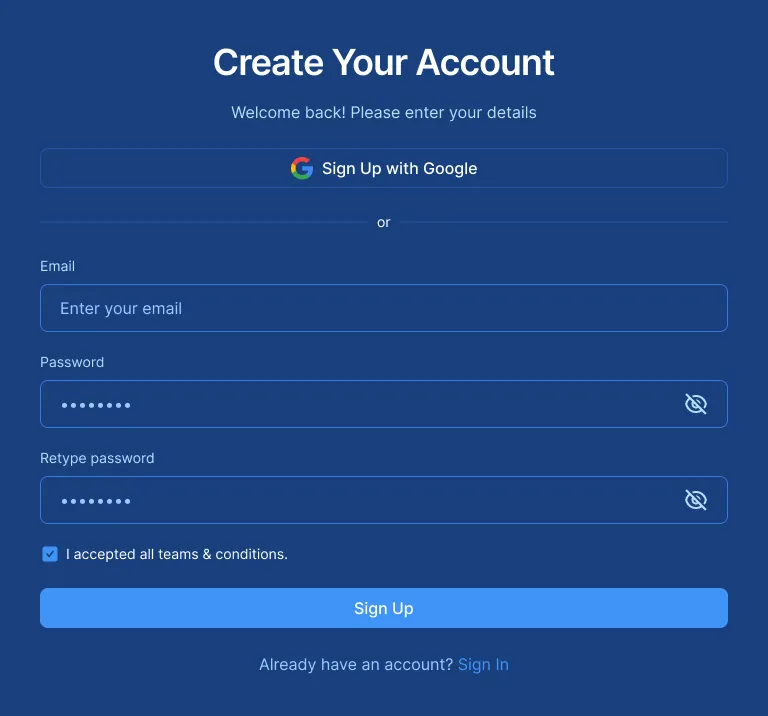 Create Your Account
Welcome back! Please enter your details
Sign Up with Google
or
Email
Enter your email
Password
••••••••
Retype password
••••••••
I accepted all teams & conditions.
Sign Up
Already have an account? Sign In